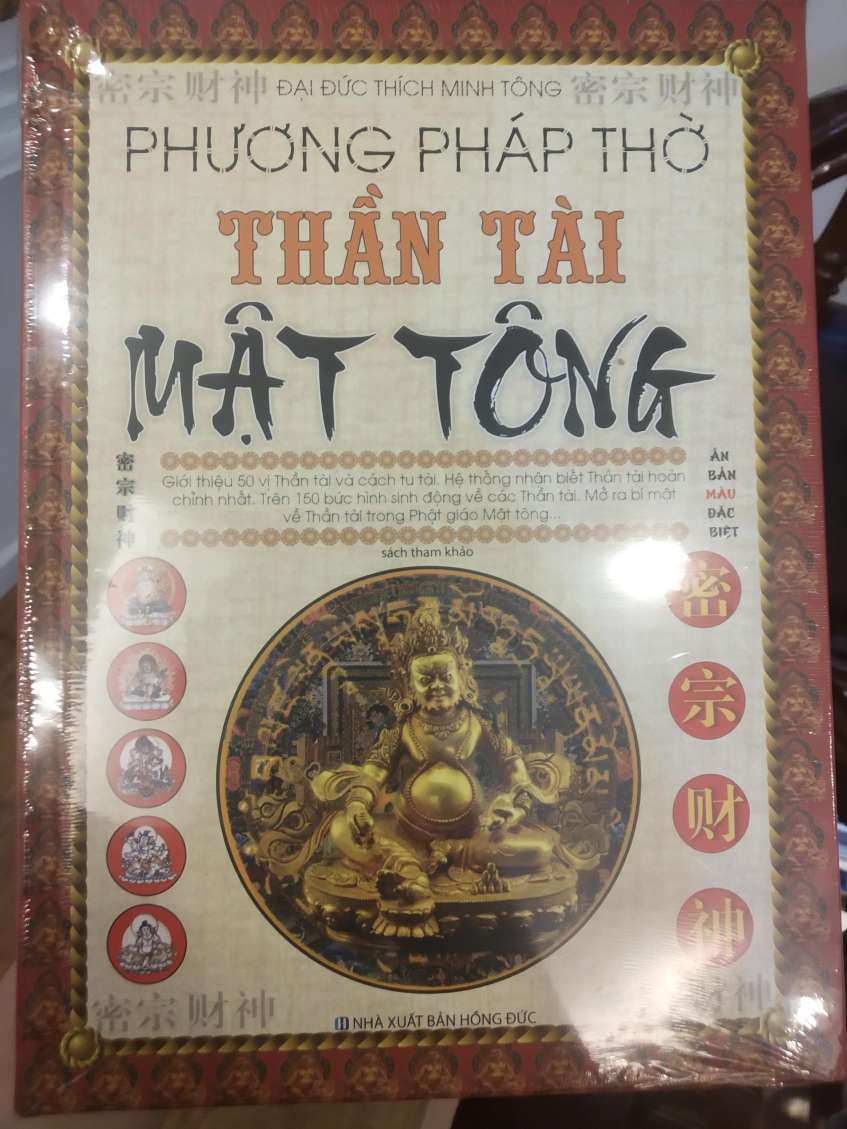 密宗财神 ĐẠI ĐỨC THÍCH MINH TÔNG 密宗财神
PHƯƠNG PHÁP THỜ
THẦN TÀI
MẬT TÔNG
密
宗
财
神
Giới thiệu 50 vị Thần tài và cách tu tài. Hệ thống nhận biết Thần tài hoàn
chỉnh nhất. Trên 150 bức hình sinh động về các Thần tài. Mở ra bí mật
về Thần tài trong Phật giáo Mật tông...
ẤN
BẢN
MÀU
ĐẶC
BIỆT
sách tham khảo
密
宗
财
神
密宗财神
NHÀ XUẤT BẢN HỒNG ĐỨC